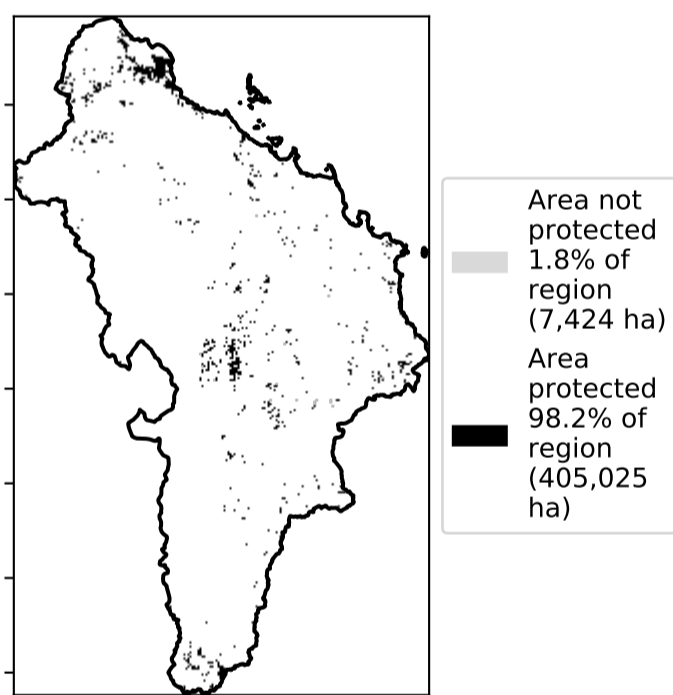 Area not
protected
1.8% of
region
(7,424 ha)
Area
protected
98.2% of
region
(405,025
ha)